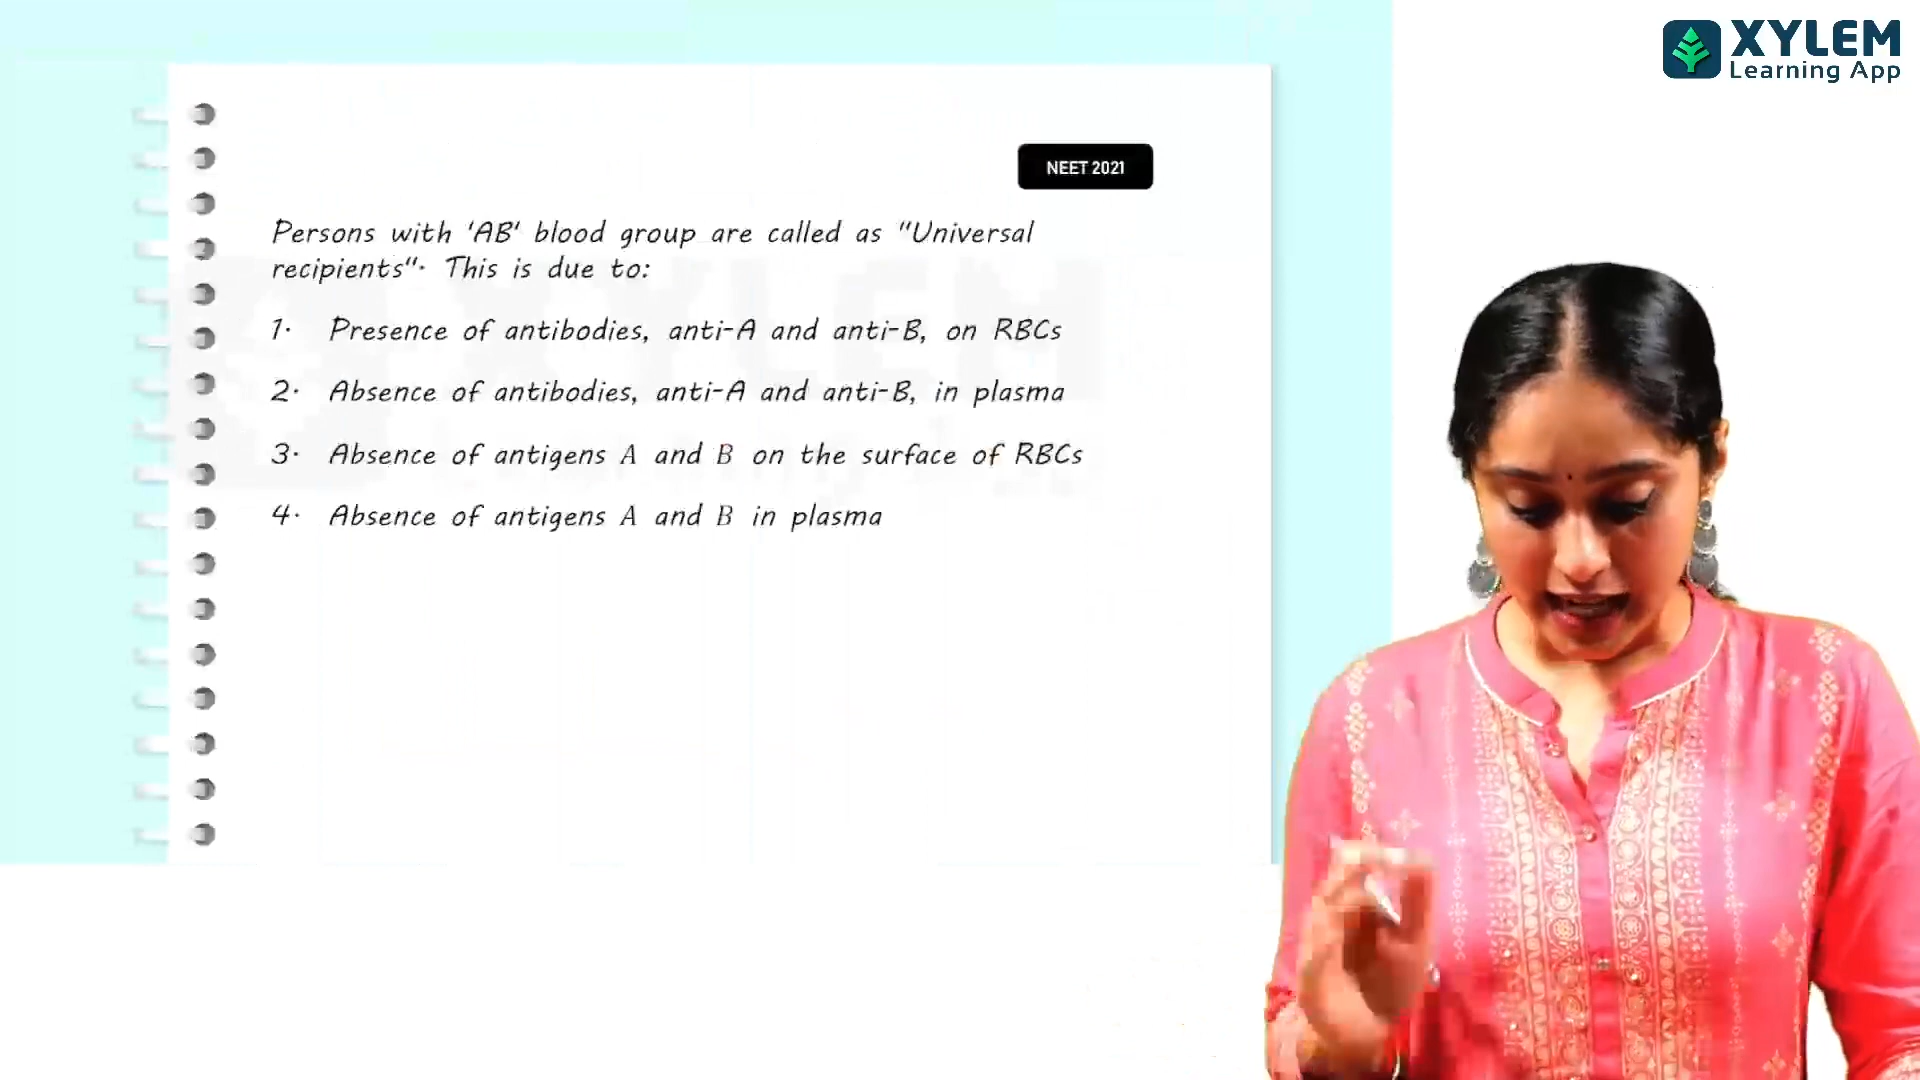 XYLEM
Learning App
NEET 2021
Persons with 'AB' blood group are called as "Universal
recipients". This is due to:
1. Presence of antibodies, anti-A and anti-B, on RBCs
2. Absence of antibodies, anti-A and anti-B, in plasma
3. Absence of antigens A and B on the surface of RBCs
4. Absence of antigens A and B in plasma